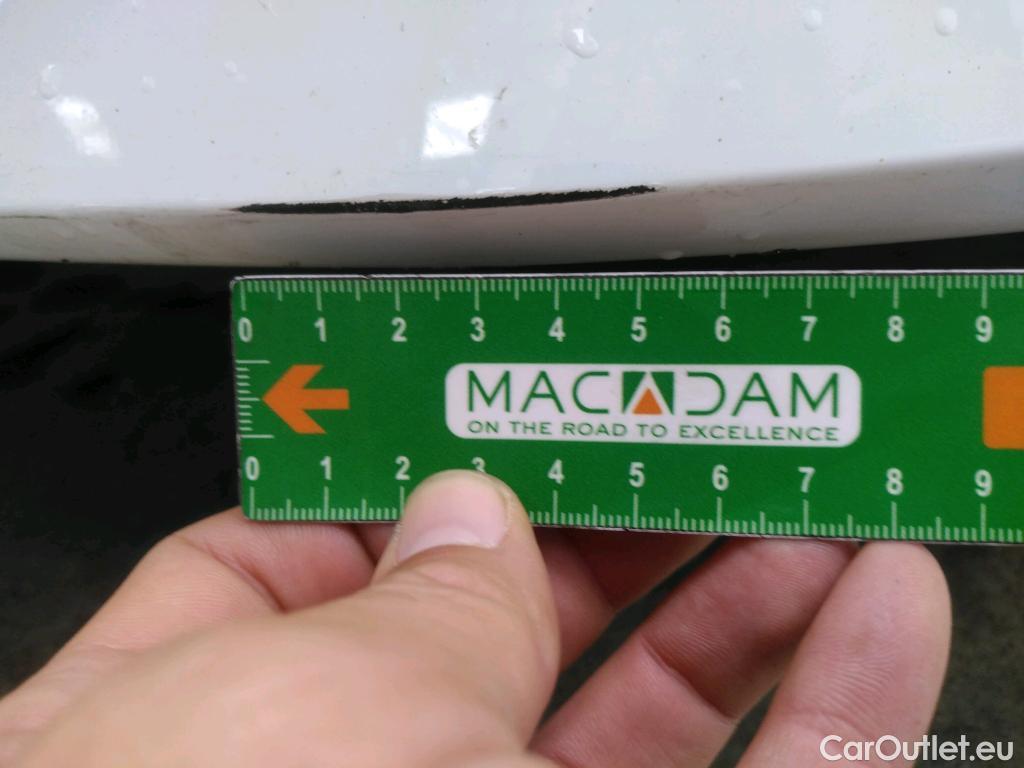 0 1 2 3 4 5 6 7 8 9
MACADAM
ON THE ROAD TO EXCELLENCE
0 1 2 3 4 5 6 7 8 9
CarOutlet.eu